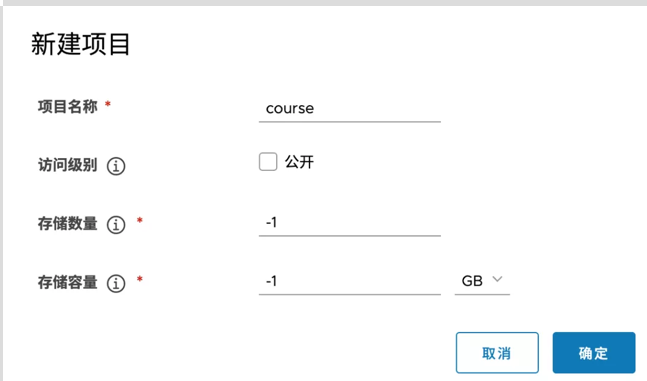 新建项目
项目名称 * course
访问级别 公开
存储数量 * -1
存储容量 * -1 GB
取消 确定